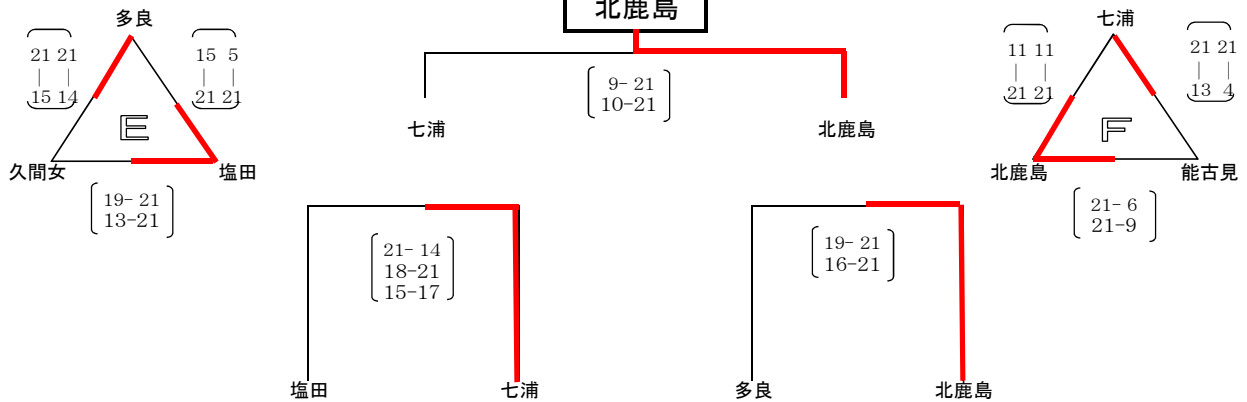 北鹿島
多良
21 21
| |
15 14
15 5
| |
21 21
E
久間女
塩田
19-21
13-21
9-21
10-21
七浦
北鹿島
七浦
11 11
| |
21 21
21 21
| |
13 4
F
北鹿島
能古見
21-6
21-9
21-14
18-21
15-17
塩田
七浦
19-21
16-21
多良
北鹿島